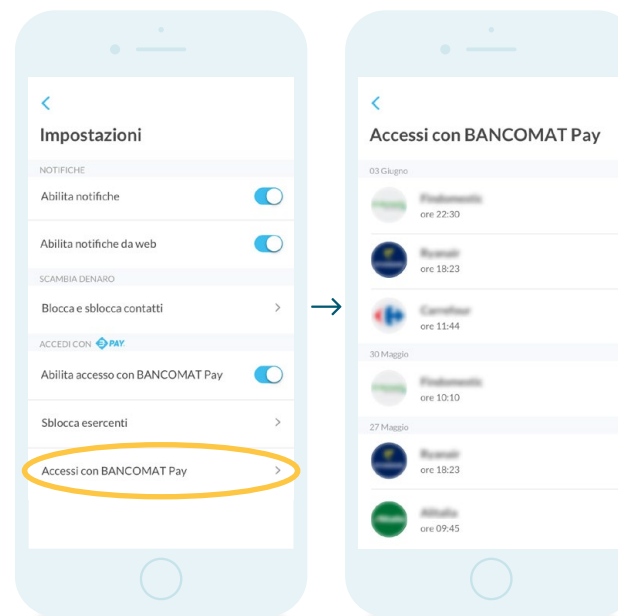 Impostazioni
NOTIFICHE
Abilita notifiche
Abilita notifiche da web
SCAMBIA DENARO
Blocca e sblocca contatti
ACCEDI CON PAY
Abilita accesso con BANCOMAT Pay
Sblocca esercenti
Accessi con BANCOMAT Pay
Accessi con BANCOMAT Pay
03 Giugno
ore 22:30
ore 18:23
ore 11:44
30 Maggio
ore 10:10
27 Maggio
ore 18:23
ore 09:45